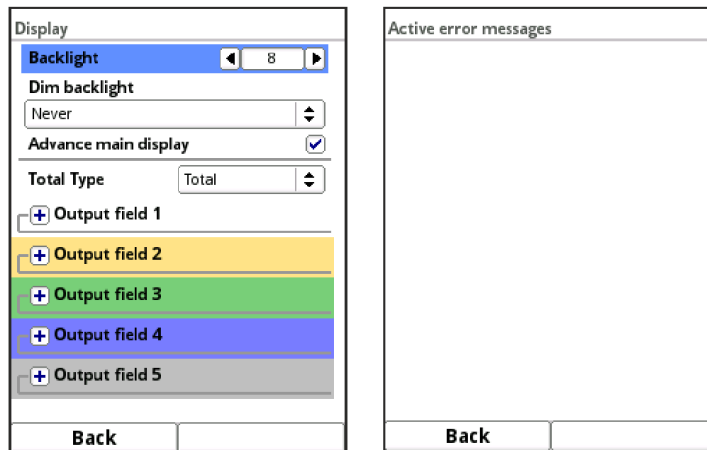 Display
Backlight 8
Dim backlight
Never
Advance main display
Total Type Total
Output field 1
Output field 2
Output field 3
Output field 4
Output field 5
Back
Active error messages
Back